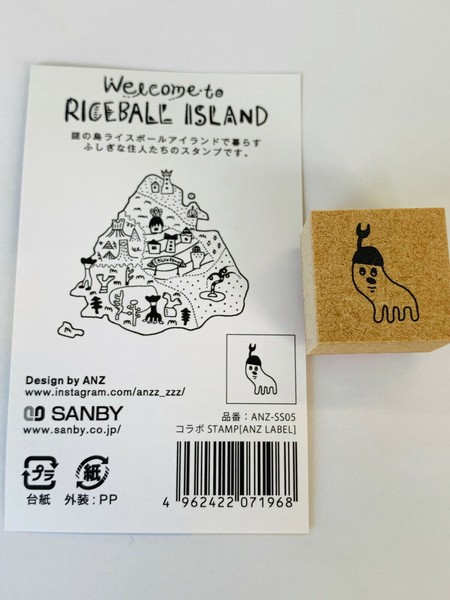 Welcome to
RICEBALL ISLAND
謎の島ライスボールアイランドで暮らす
ふしぎな住人たちのスタンプです。
Design by ANZ
www.instagram.com/anzz_zzz/
SANBY
www.sanby.co.jp/
品番：ANZ-SS05
コラボ STAMP[ANZ LABEL]
プラ
紙
台紙 外装：PP
4 962422 071968